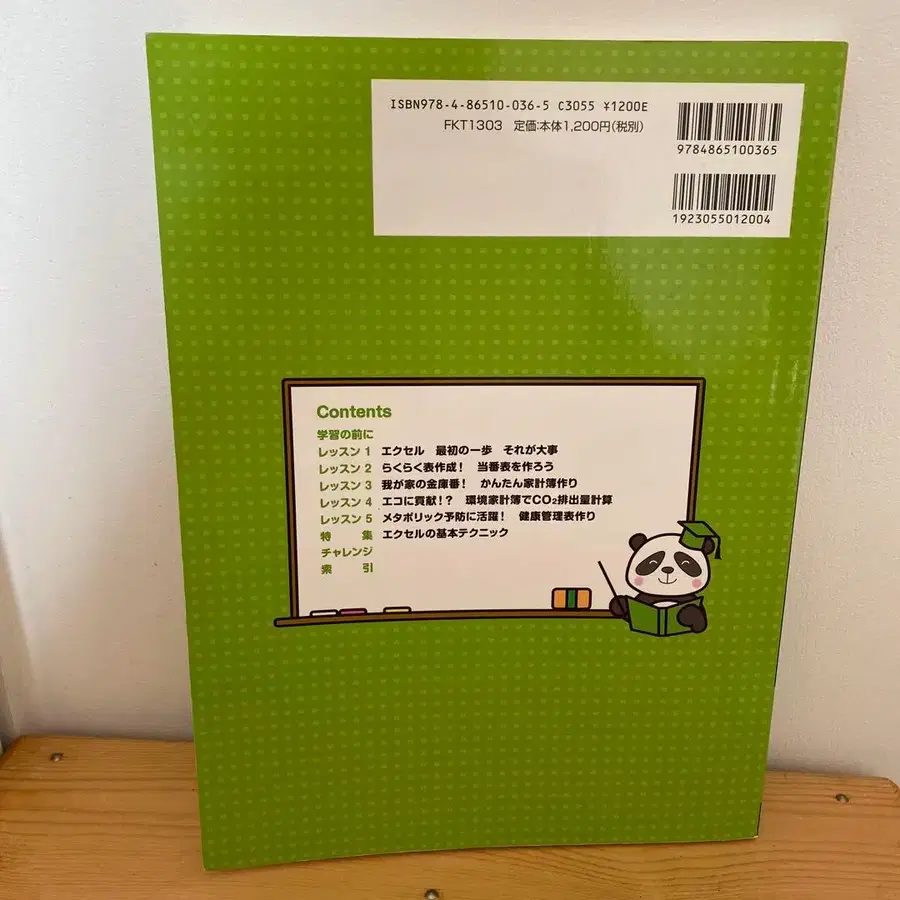 ISBN978-4-86510-036-5 C3055 ¥1200E
FKT1303 定価:本体1,200円(税別)
9784865100365
1923055012004
Contents
学習の前に
レッスン 1 エクセル 最初の一歩 それが大事
レッスン 2 らくらく表作成! 当番表を作ろう
レッスン 3 我が家の金庫番! かんたん家計簿作り
レッスン 4 エコに貢献!? 環境家計簿でCO₂排出量計算
レッスン 5 メタボリック予防に活躍! 健康管理表作り
特 集 エクセルの基本テクニック
チャレンジ
索 引